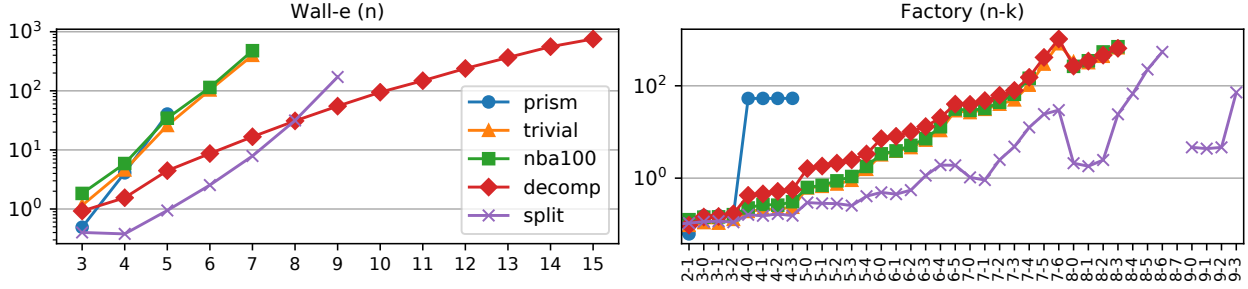 Wall-e (n)
10³
10²
10¹
10⁰
3 4 5 6 7 8 9 10 11 12 13 14 15
prism
trivial
nba100
decomp
split
Factory (n-k)
10²
10⁰
2-1 3-0 3-1 3-2 4-0 4-1 4-2 4-3 5-0 5-1 5-2 5-3 5-4 6-0 6-1 6-2 6-3 6-4 6-5 7-0 7-1 7-2 7-3 7-4 7-5 7-6 8-0 8-1 8-2 8-3 8-4 8-5 8-6 8-7 9-0 9-1 9-2 9-3